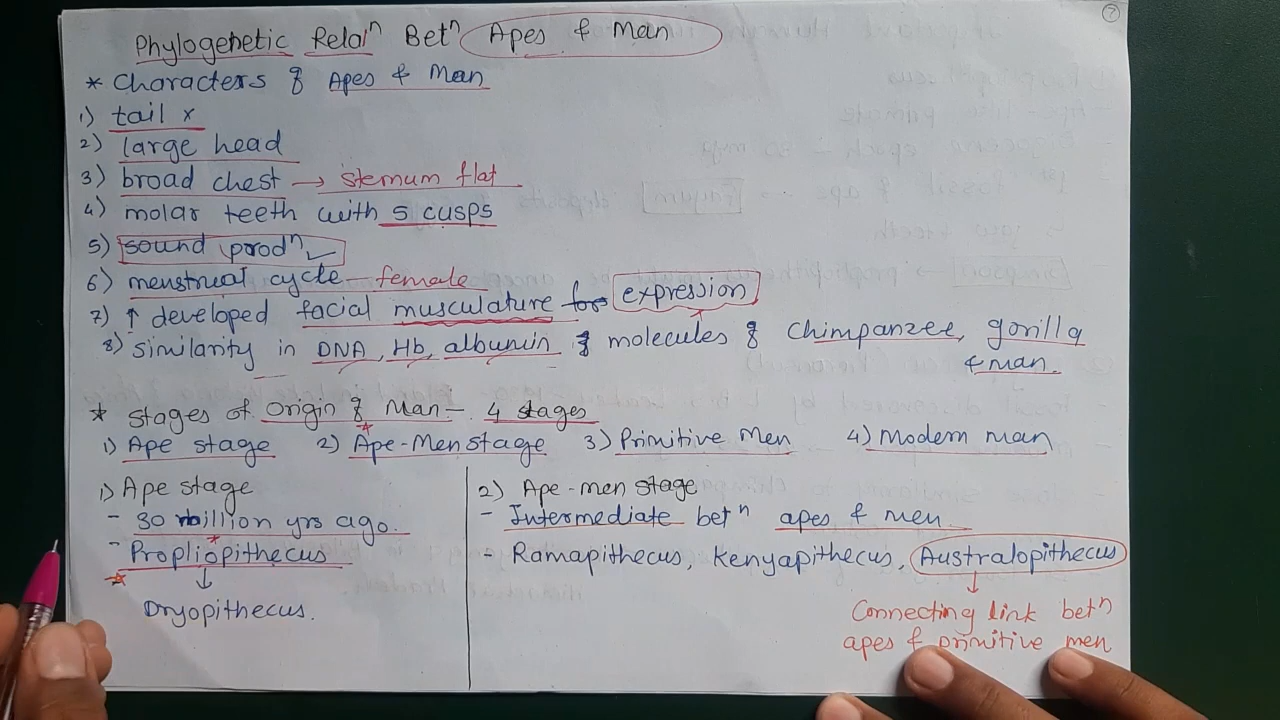 7
Phylogenetic Relaⁿ Betⁿ Apes & Man
* Characters of Apes & Man
1) tail x
2) large head
3) broad chest → sternum flat
4) molar teeth with 5 cusps
5) sound prodⁿ ✓
6) menstrual cycle – female
7) ↑ developed facial musculature for expression
8) similarity in DNA, Hb, albumin & molecules of Chimpanzee, gorilla
& man.
* Stages of Origin of Man – 4 stages
1) Ape stage 2) Ape-Men stage 3) Primitive Men 4) Modern man
1) Ape stage
- 30 million yrs ago.
- Propliopithecus
↓
Dryopithecus.
2) Ape-men stage
- Intermediate betⁿ apes & men
- Ramapithecus, Kenyapithecus, Australopithecus
↓
Connecting link betⁿ
apes & primitive men